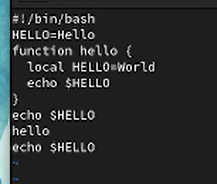 #!/bin/bash
HELLO=Hello
function hello {
  local HELLO=World
  echo $HELLO
}
echo $HELLO
hello
echo $HELLO
~
~